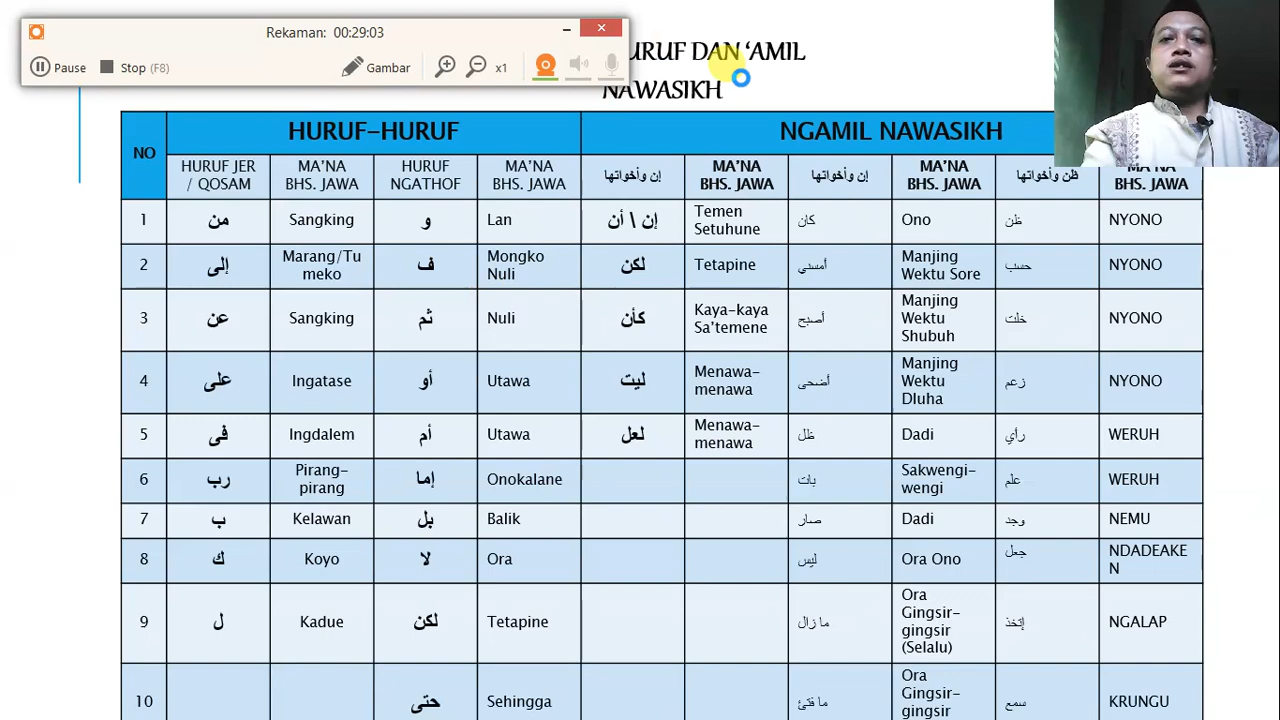 Rekaman: 00:29:03
Pause
Stop (F8)
Gambar
x1
URUF DAN ‘AMIL
NAWASIKH
NO
HURUF-HURUF
NGAMIL NAWASIKH
HURUF JER
/ QOSAM
MA’NA
BHS. JAWA
HURUF
NGATHOF
MA’NA
BHS. JAWA
إن وأخواتها
MA’NA
BHS. JAWA
إن وأخواتها
MA’NA
BHS. JAWA
ظن وأخواتها
MA’NA
BHS. JAWA
1
من
Sangking
و
Lan
إن \ أن
Temen
Setuhune
كان
Ono
ظن
NYONO
2
إلى
Marang/Tu
meko
ف
Mongko
Nuli
لكن
Tetapine
أمسي
Manjing
Wektu Sore
حسب
NYONO
3
عن
Sangking
ثم
Nuli
كأن
Kaya-kaya
Sa’temene
أصبح
Manjing
Wektu
Shubuh
خلت
NYONO
4
على
Ingatase
أو
Utawa
ليت
Menawa-
menawa
أضحى
Manjing
Wektu
Dluha
زعم
NYONO
5
فى
Ingdalem
أم
Utawa
لعل
Menawa-
menawa
ظل
Dadi
رأي
WERUH
6
رب
Pirang-
pirang
إما
Onokalane
بات
Sakwengi-
wengi
علم
WERUH
7
ب
Kelawan
بل
Balik
صار
Dadi
وجد
NEMU
8
ك
Koyo
لا
Ora
ليس
Ora Ono
جعل
NDADEAKE
N
9
ل
Kadue
لكن
Tetapine
ما زال
Ora
Gingsir-
gingsir
(Selalu)
إتخذ
NGALAP
10
حتى
Sehingga
ما فتئ
Ora
Gingsir-
gingsir
سمع
KRUNGU